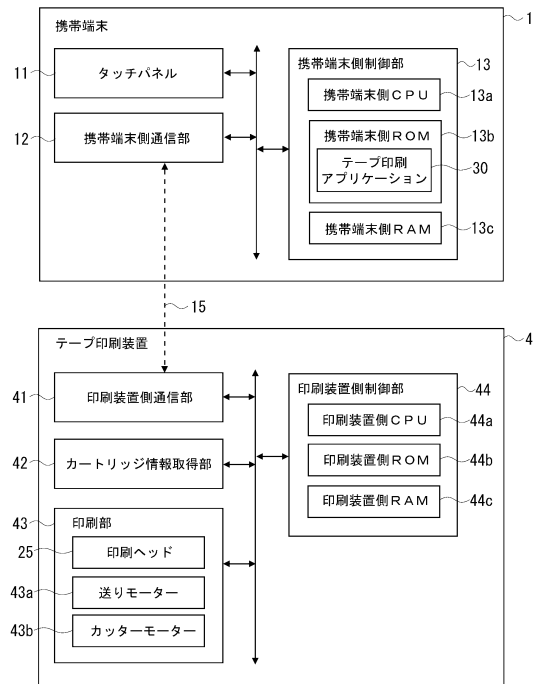 携帯端末
1
11
タッチパネル
12
携帯端末側通信部
携帯端末側制御部
13
携帯端末側CPU
13a
携帯端末側ROM
13b
テープ印刷
アプリケーション
30
携帯端末側RAM
13c
15
テープ印刷装置
4
41
印刷装置側通信部
42
カートリッジ情報取得部
43
印刷部
25
印刷ヘッド
43a
送りモーター
43b
カッターモーター
印刷装置側制御部
44
印刷装置側CPU
44a
印刷装置側ROM
44b
印刷装置側RAM
44c